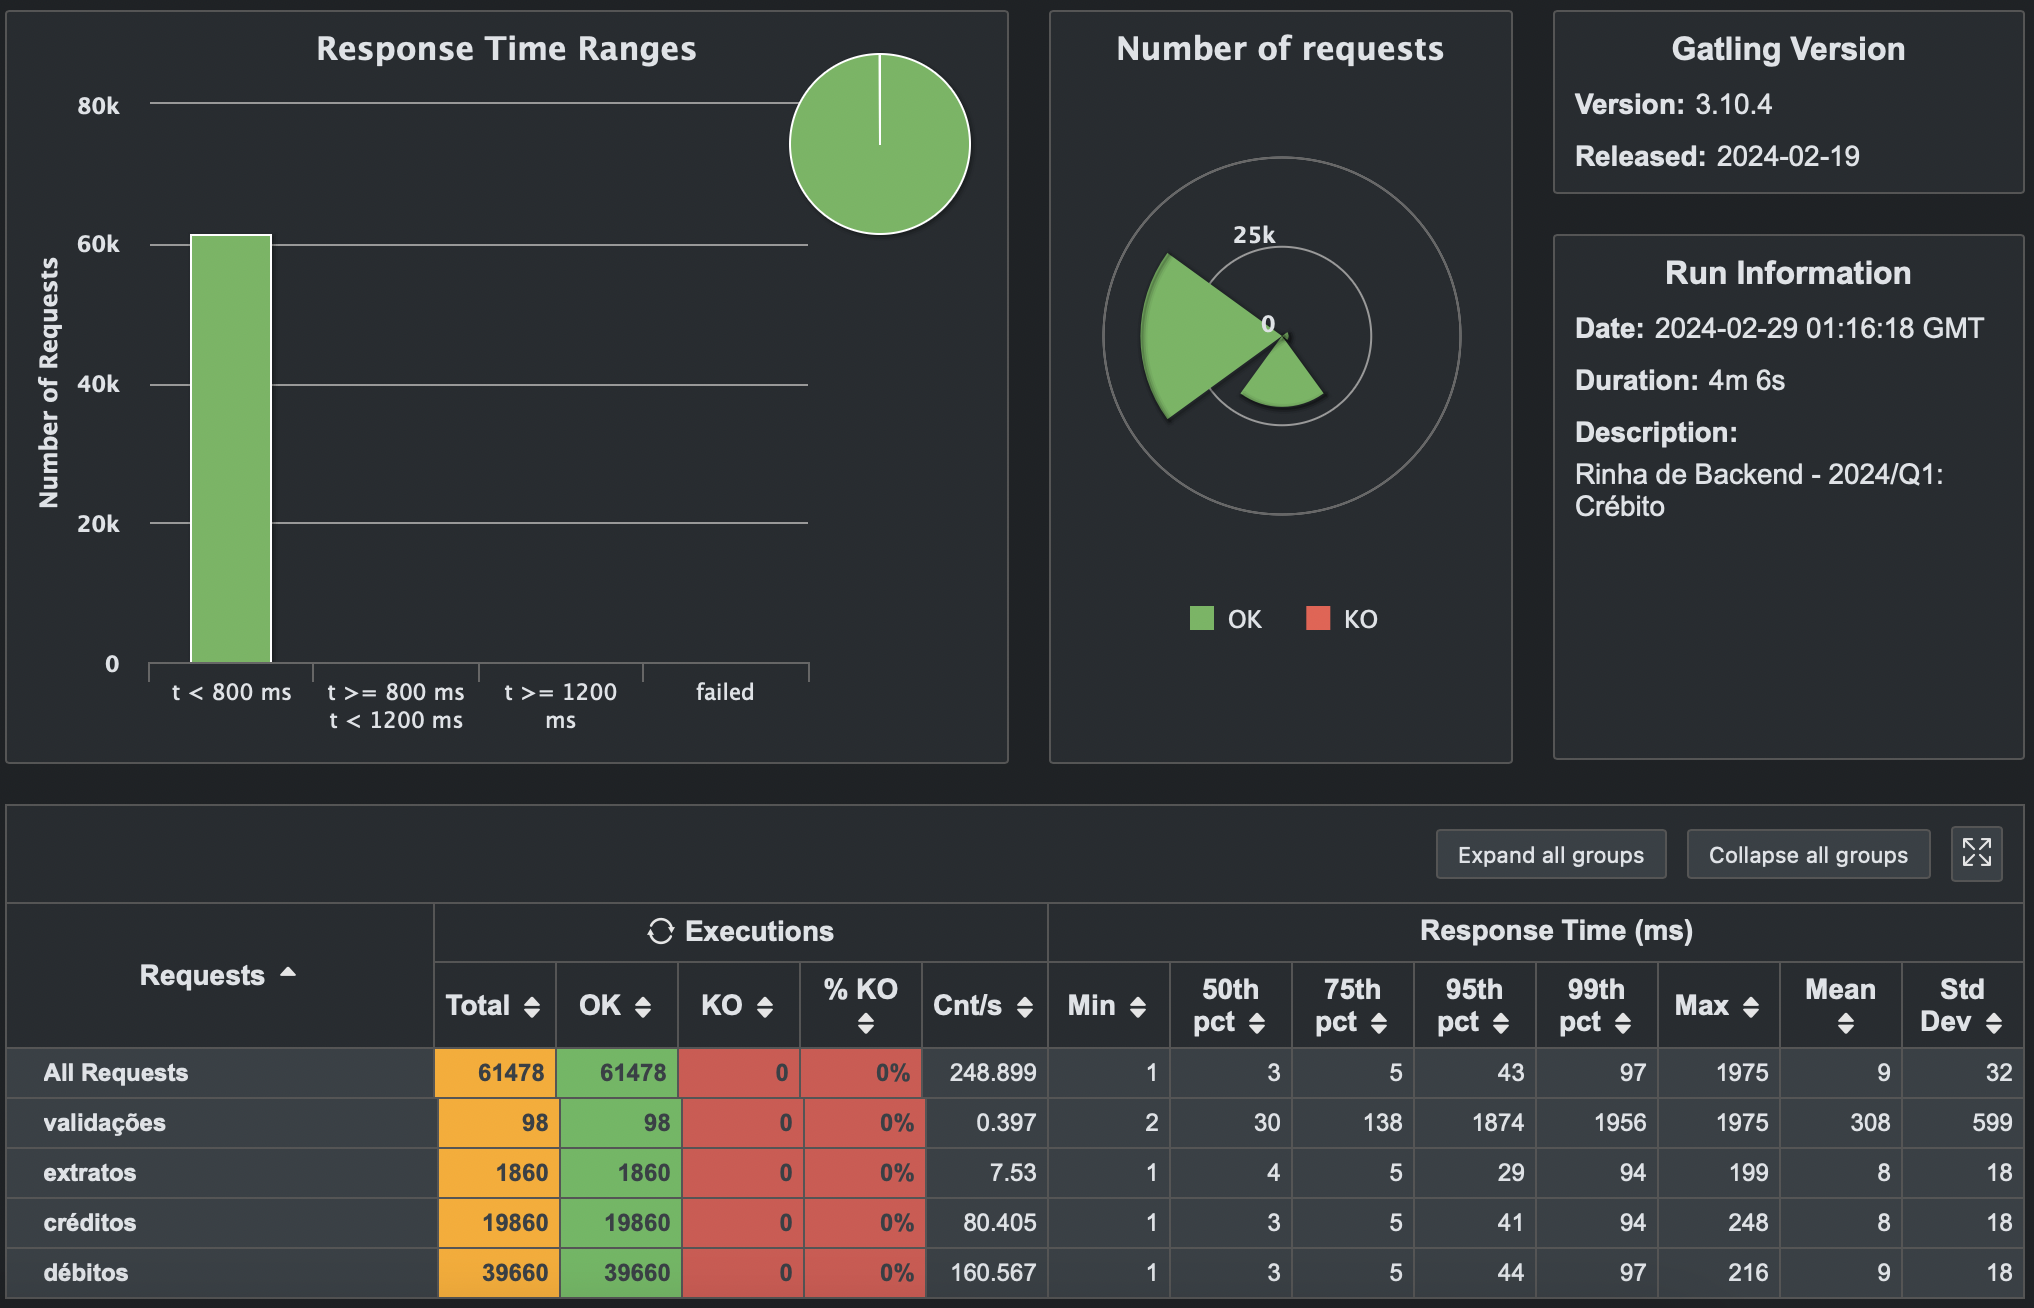 Response Time Ranges
80k
60k
40k
20k
0
Number of Requests
t < 800 ms
t >= 800 ms
t < 1200 ms
t >= 1200
ms
failed
Number of requests
25k
0
OK
KO
Gatling Version
Version: 3.10.4
Released: 2024-02-19
Run Information
Date: 2024-02-29 01:16:18 GMT
Duration: 4m 6s
Description:
Rinha de Backend - 2024/Q1:
Crébito
Expand all groups
Collapse all groups
Requests
Executions
Response Time (ms)
Total OK KO % KO Cnt/s Min 50th pct 75th pct 95th pct 99th pct Max Mean Std Dev
All Requests 61478 61478 0 0% 248.899 1 3 5 43 97 1975 9 32
validações 98 98 0 0% 0.397 2 30 138 1874 1956 1975 308 599
extratos 1860 1860 0 0% 7.53 1 4 5 29 94 199 8 18
créditos 19860 19860 0 0% 80.405 1 3 5 41 94 248 8 18
débitos 39660 39660 0 0% 160.567 1 3 5 44 97 216 9 18